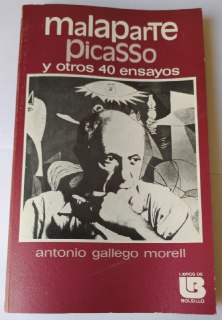 malaparte
picasso
y otros 40 ensayos
antonio gallego morell
LIBROS DE
LB
BOLSILLO